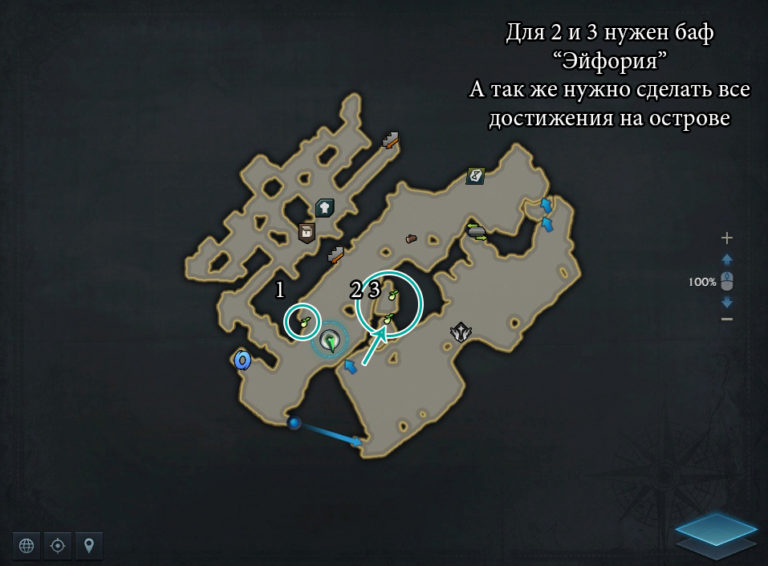 Для 2 и 3 нужен баф
“Эйфория”
А так же нужно сделать все
достижения на острове
1
2 3
100%